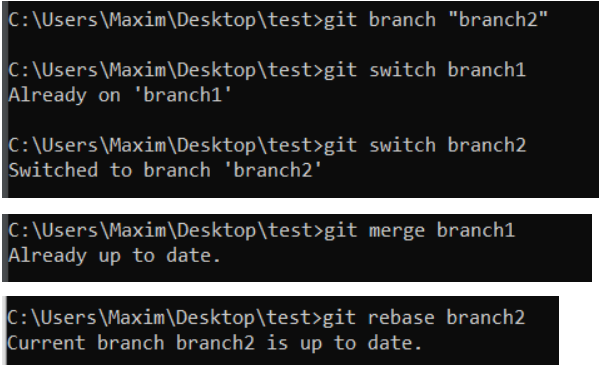 C:\Users\Maxim\Desktop\test>git branch "branch2"
C:\Users\Maxim\Desktop\test>git switch branch1
Already on 'branch1'
C:\Users\Maxim\Desktop\test>git switch branch2
Switched to branch 'branch2'
C:\Users\Maxim\Desktop\test>git merge branch1
Already up to date.
C:\Users\Maxim\Desktop\test>git rebase branch2
Current branch branch2 is up to date.